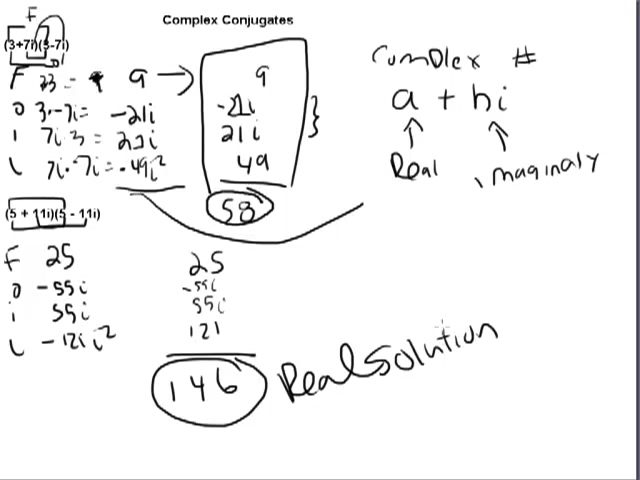 Complex Conjugates
F
(3+7i)(3-7i)
F 3·3 = 9 9
O 3·-7i = -21i -21i
I 7i·3 = 21i 21i
L 7i·-7i = -49i² 49
58
Complex #
a + bi
Real Imaginary
(5 + 11i)(5 - 11i)
F 25 25
O -55i -55i
i 55i 55i
L -121i² 121
146 Real Solution